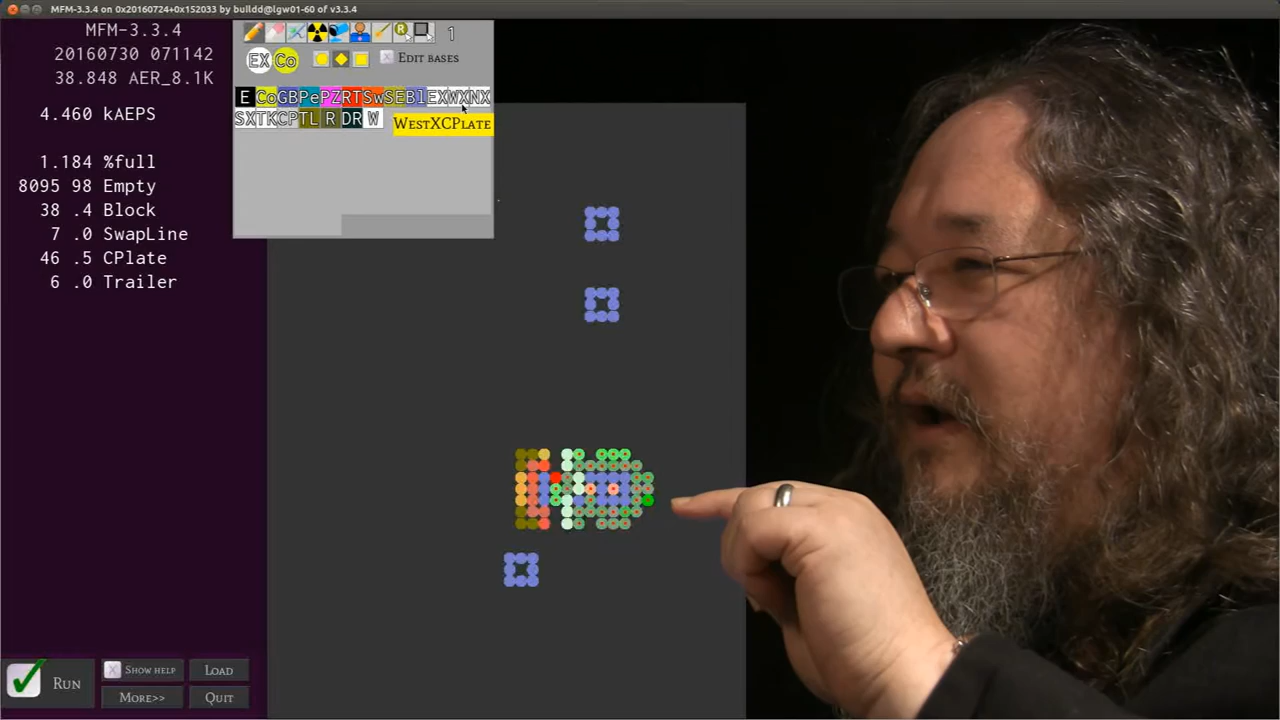 MFM-3.3.4 on 0x20160724+0x152033 by buildd@lgw01-60 of v3.3.4
MFM-3.3.4
20160730 071142
38.848 AER_8.1K
4.460 kAEPS
1.184 %full
8095 98 Empty
38 .4 Block
7 .0 SwapLine
46 .5 CPlate
6 .0 Trailer
1
EX Co
Edit bases
E Co GB Pe PZ RT Sw SE Bl EX WX NX
SX TK CP TL R DR W
WestXCPlate
Run
Show help
Load
More>>
Quit